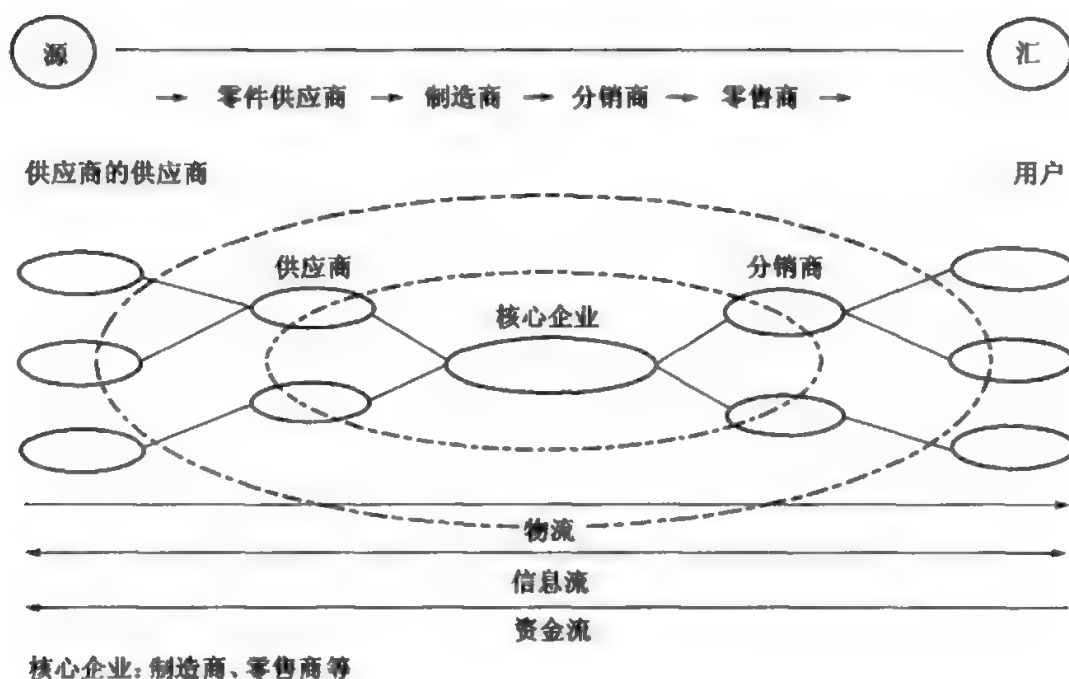 源 汇
→ 零件供应商 → 制造商 → 分销商 → 零售商 →
供应商的供应商 用户
供应商 分销商
核心企业
物流
信息流
资金流
核心企业：制造商、零售商等